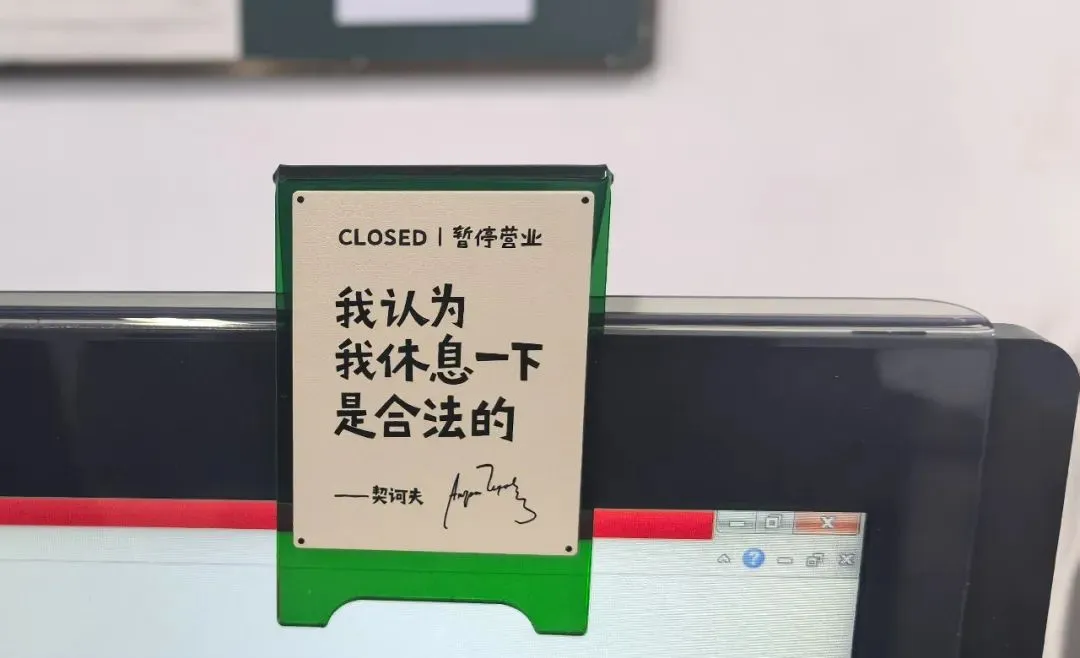 CLOSED | 暂停营业
我认为
我休息一下
是合法的
——契诃夫